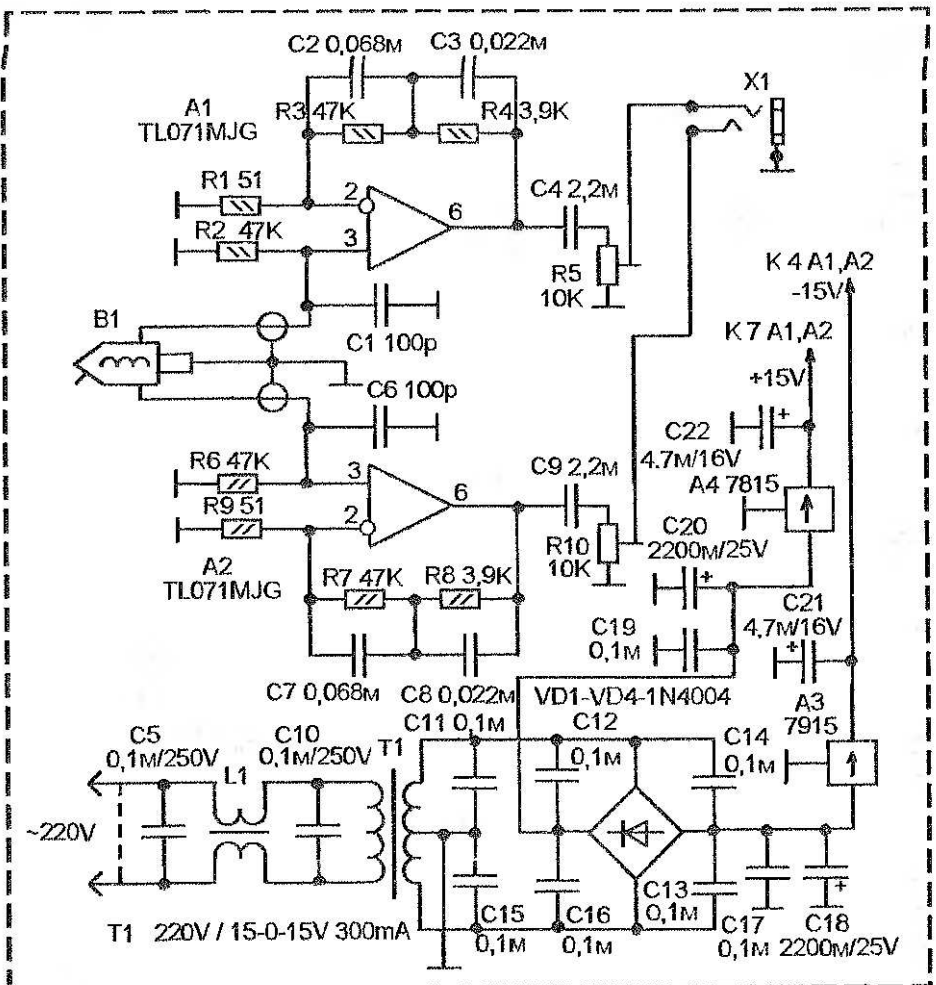 C2 0,068м C3 0,022м
X1
A1
TL071MJG
R3 47K R4 3,9K
R1 51
2
C4 2,2м
6
R2 47K
3
R5
10K
K 4 A1,A2
-15V
B1
C1 100p
K 7 A1,A2
C6 100p
+15V
+
C22
4.7м/16V
R6 47K
3
C9 2,2м
A4 7815
6
R9 51
2
C20
2200м/25V
R10
10K
A2
TL071MJG
R7 47K R8 3,9K
+
C21
4,7м/16V
C19
0,1м
+
C7 0,068м C8 0,022м
VD1-VD4-1N4004
A3
7915
C11 0,1м
C12
0,1м
C5
0,1м/250V
C10
0,1м/250V
T1
L1
C14
0,1м
~220V
C13
0,1м
+
C15
0,1м
C16
0,1м
C17
0,1м
C18
2200м/25V
T1 220V / 15-0-15V 300mA